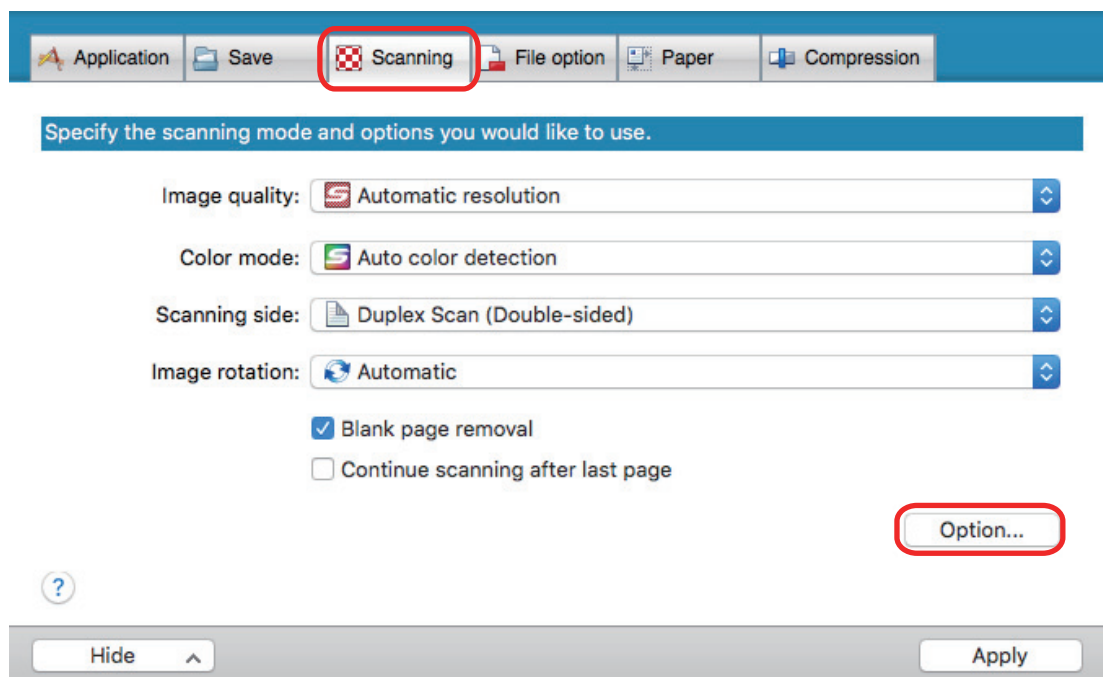 Application Save Scanning File option Paper Compression
Specify the scanning mode and options you would like to use.
Image quality: Automatic resolution
Color mode: Auto color detection
Scanning side: Duplex Scan (Double-sided)
Image rotation: Automatic
Blank page removal
Continue scanning after last page
Option...
?
Hide Apply